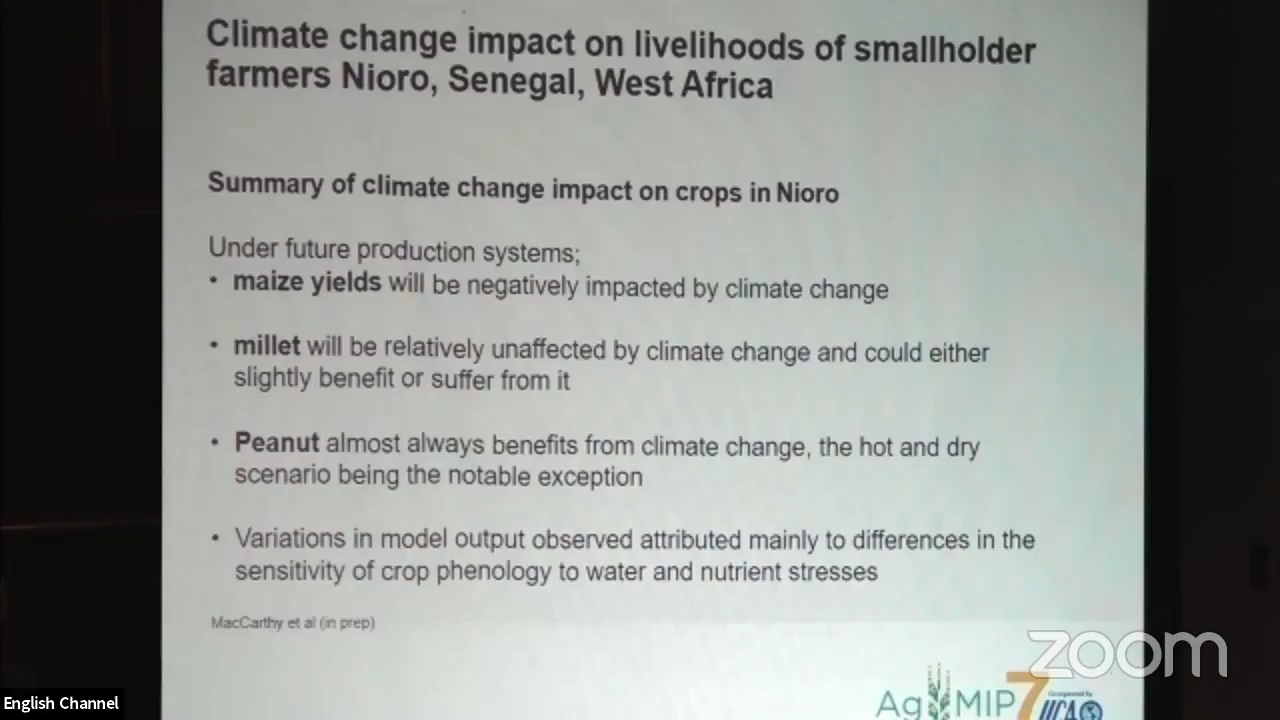 Climate change impact on livelihoods of smallholder
farmers Nioro, Senegal, West Africa
Summary of climate change impact on crops in Nioro
Under future production systems;
• maize yields will be negatively impacted by climate change
• millet will be relatively unaffected by climate change and could either
slightly benefit or suffer from it
• Peanut almost always benefits from climate change, the hot and dry
scenario being the notable exception
• Variations in model output observed attributed mainly to differences in the
sensitivity of crop phenology to water and nutrient stresses
MacCarthy et al (in prep)
zoom
AgMIP7
IICA
English Channel